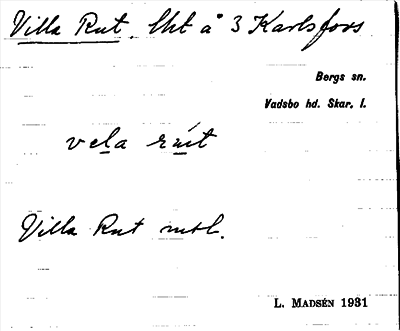 Villa Rut. Lht å 3 Karlsfors
Bergs sn.
Vadsbo hd. Skar. l.
vela rút
Villa Rut mtl.
L. MADSÉN 1931